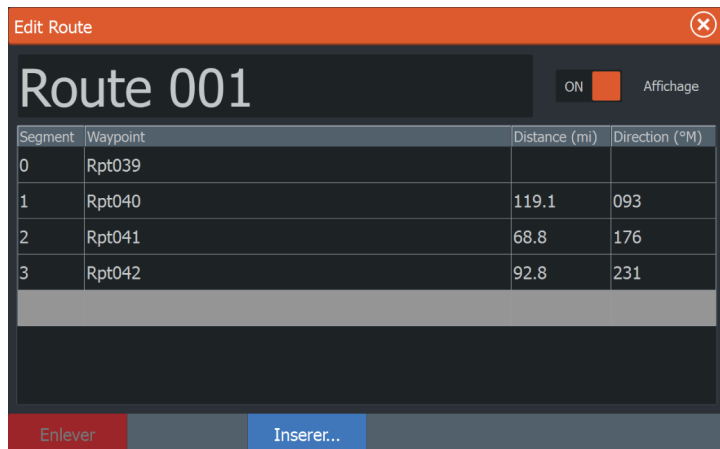 Edit Route
Route 001
ON Affichage
Segment Waypoint Distance (mi) Direction (°M)
0 Rpt039
1 Rpt040 119.1 093
2 Rpt041 68.8 176
3 Rpt042 92.8 231
Enlever Inserer...